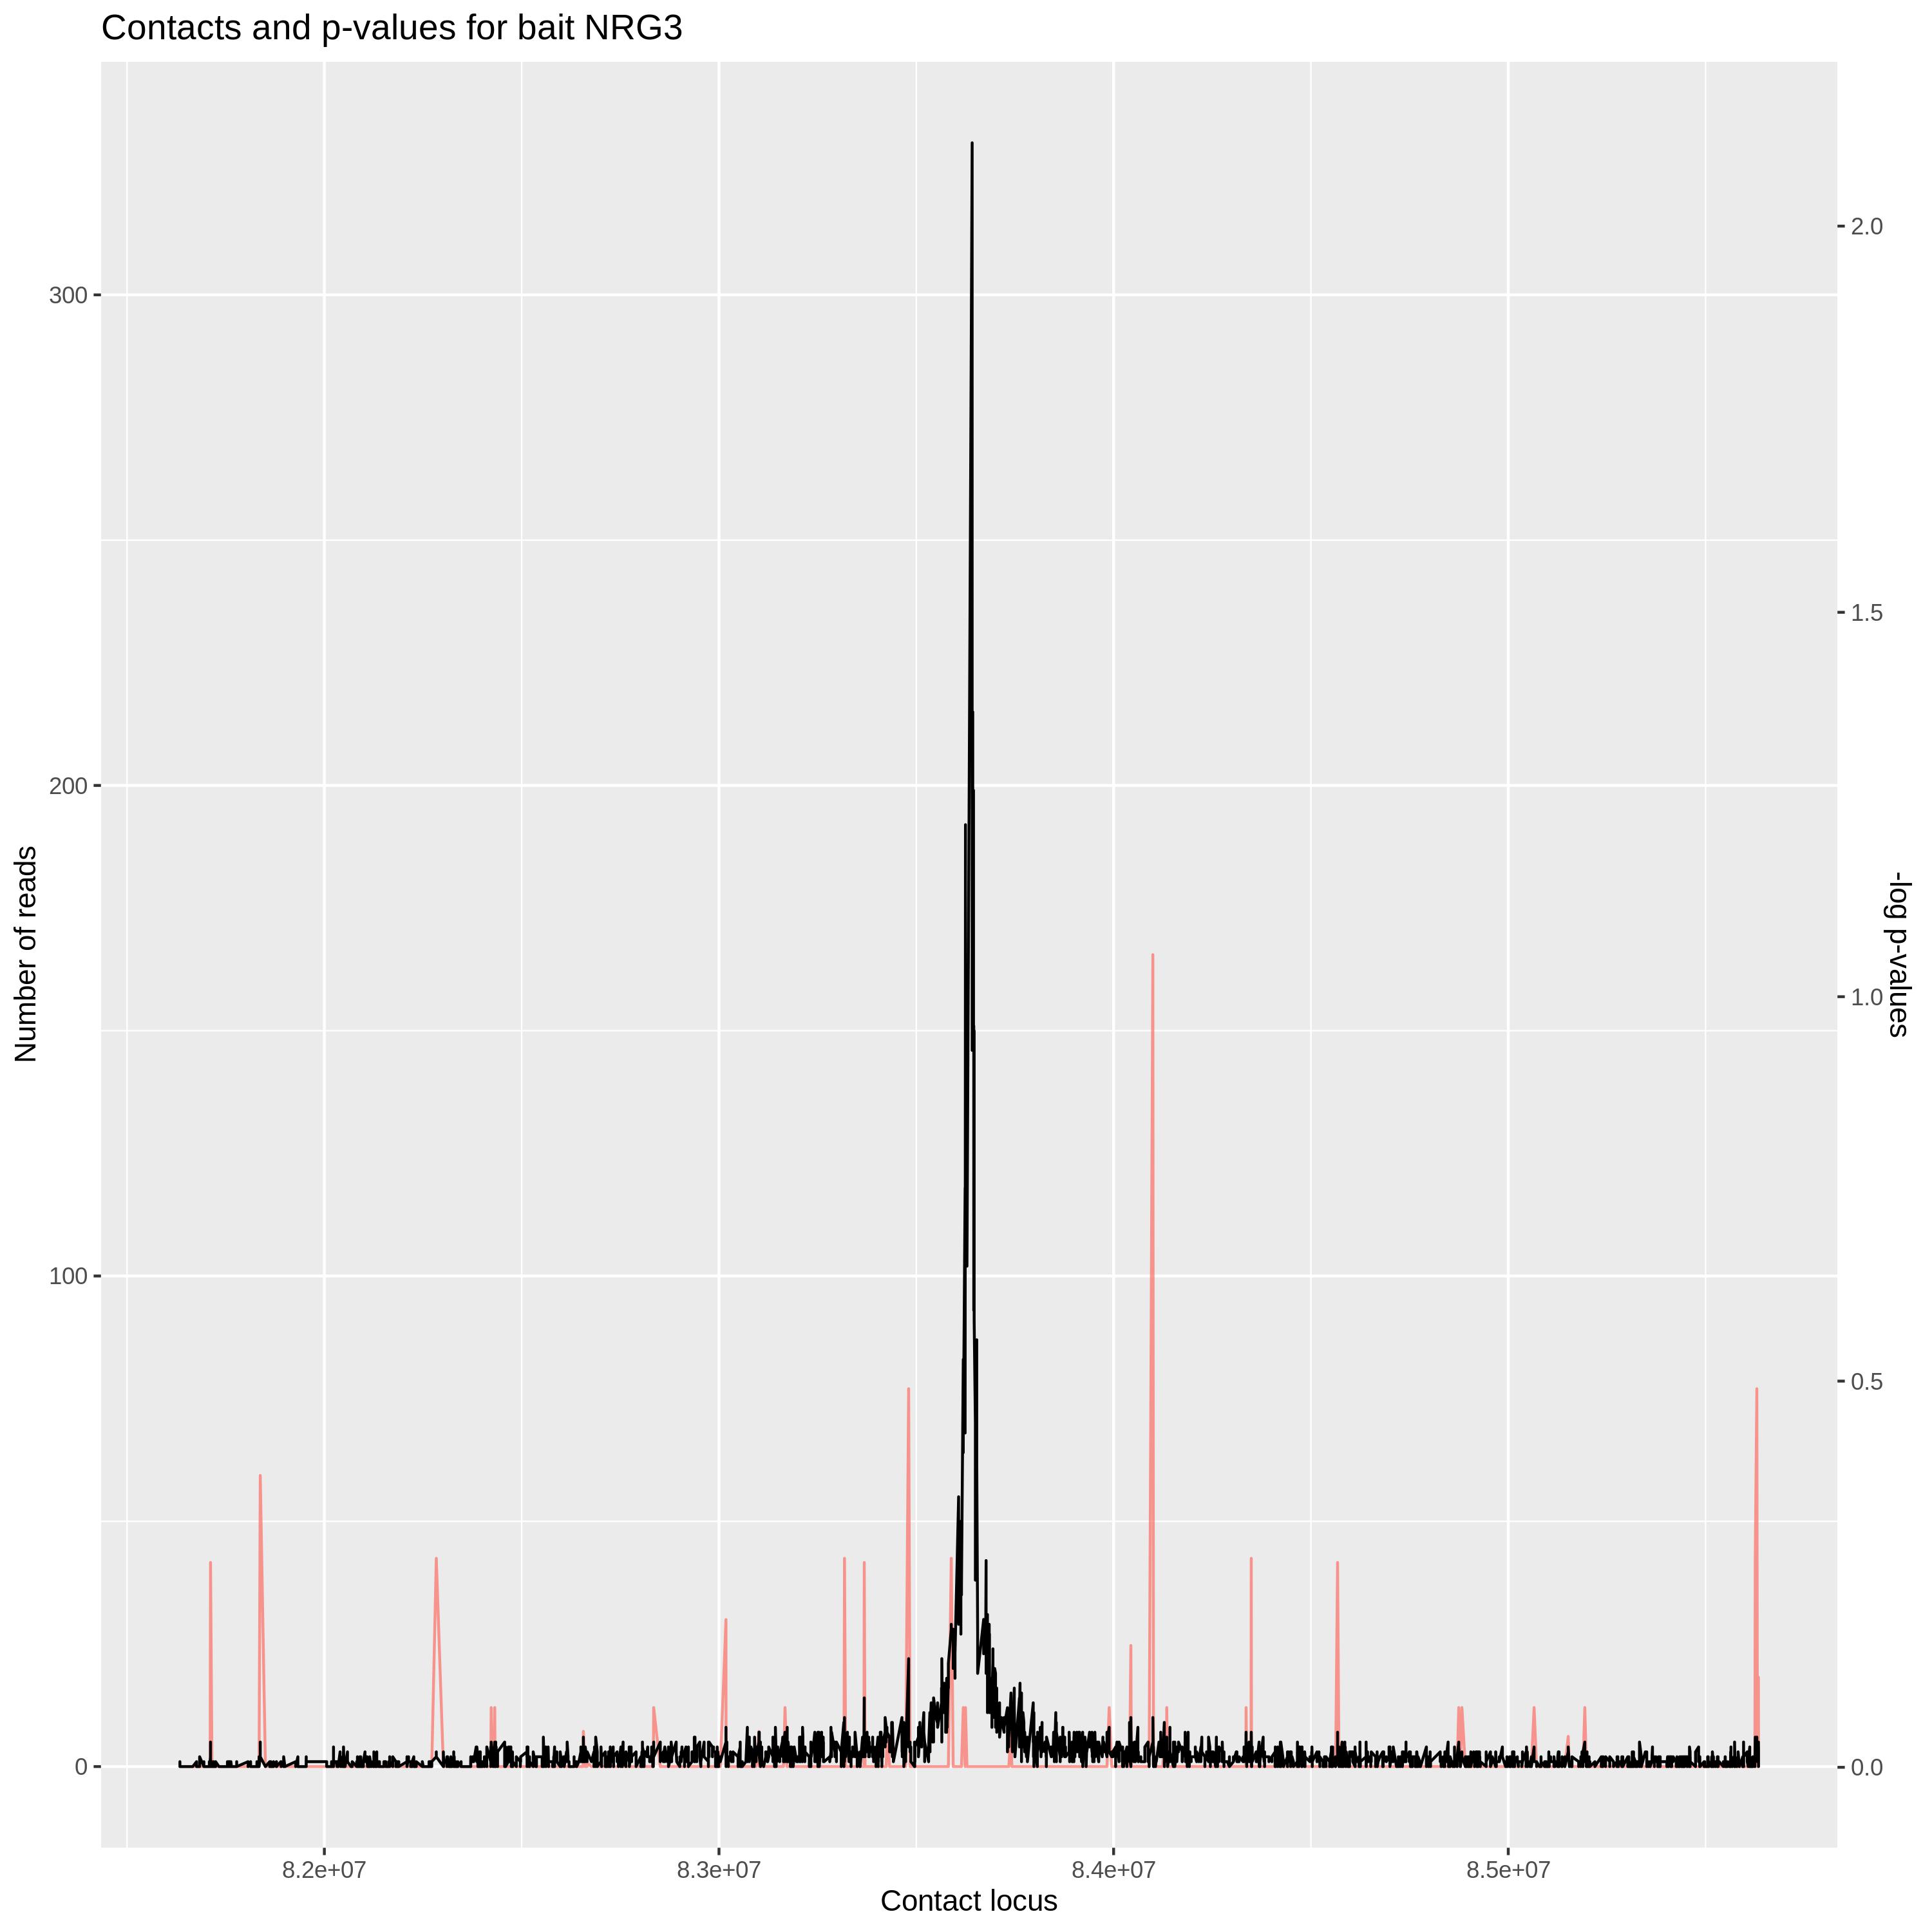 Contacts and p-values for bait NRG3
300
200
100
0
Number of reads
2.0
1.5
1.0
0.5
0.0
-log p-values
8.2e+07
8.3e+07
8.4e+07
8.5e+07
Contact locus